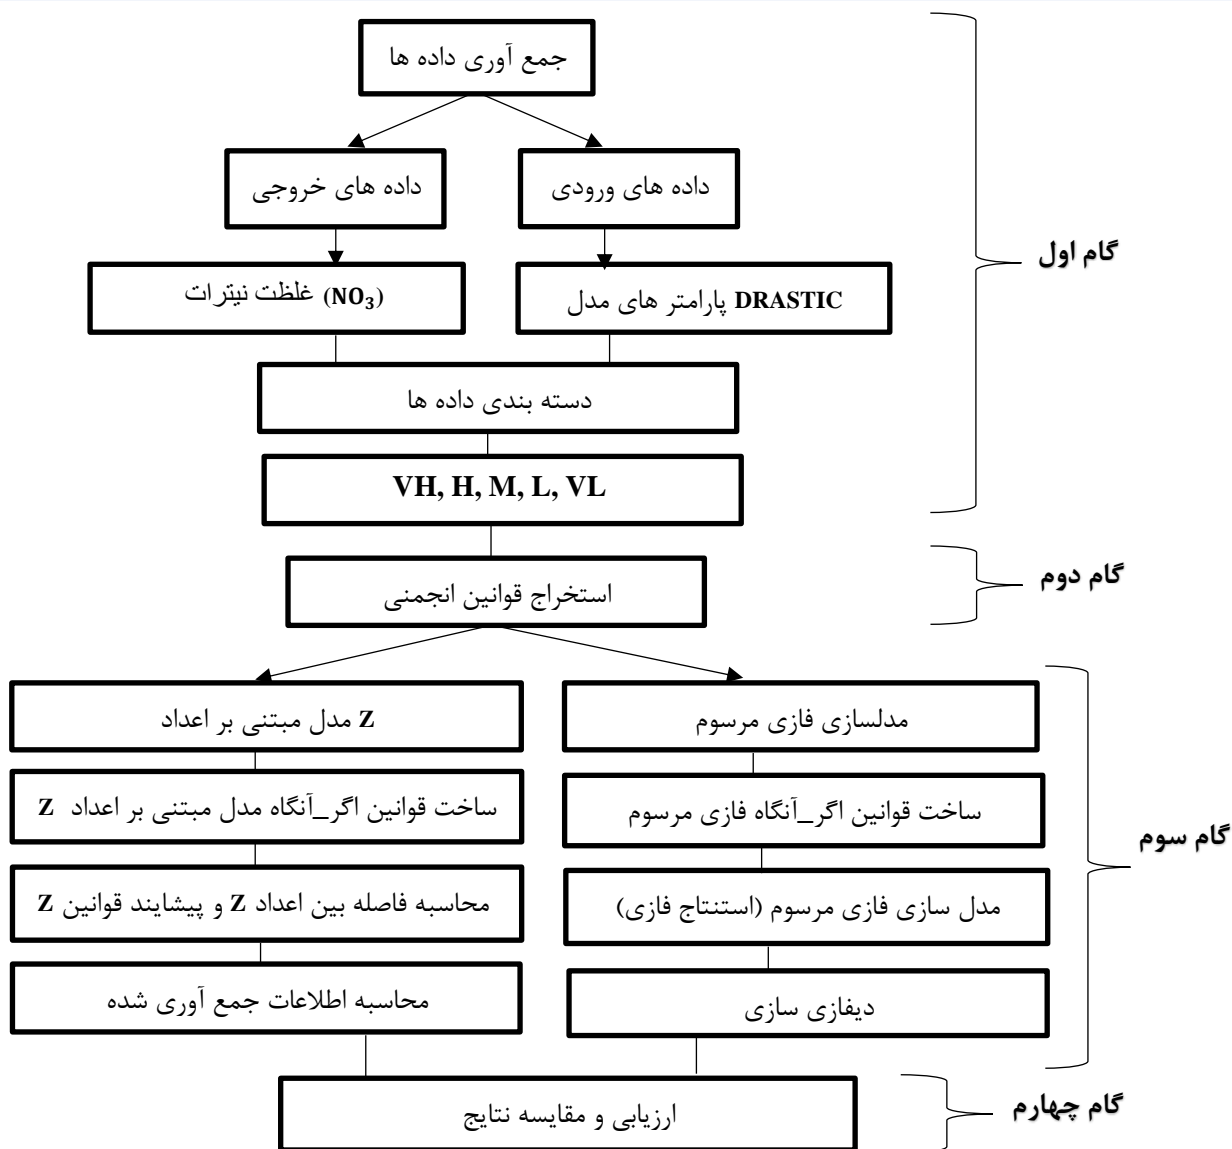 جمع آوری داده ها
داده های ورودی
داده های خروجی
پارامتر های مدل DRASTIC
غلظت نیترات (NO₃)
گام اول
دسته بندی داده ها
VH, H, M, L, VL
گام دوم
استخراج قوانین انجمنی
مدلسازی فازی مرسوم
مدل مبتنی بر اعداد Z
ساخت قوانین اگر_آنگاه فازی مرسوم
ساخت قوانین اگر_آنگاه مدل مبتنی بر اعداد Z
گام سوم
مدل سازی فازی مرسوم (استنتاج فازی)
محاسبه فاصله بین اعداد Z و پیشایند قوانین Z
دیفازی سازی
محاسبه اطلاعات جمع آوری شده
گام چهارم
ارزیابی و مقایسه نتایج